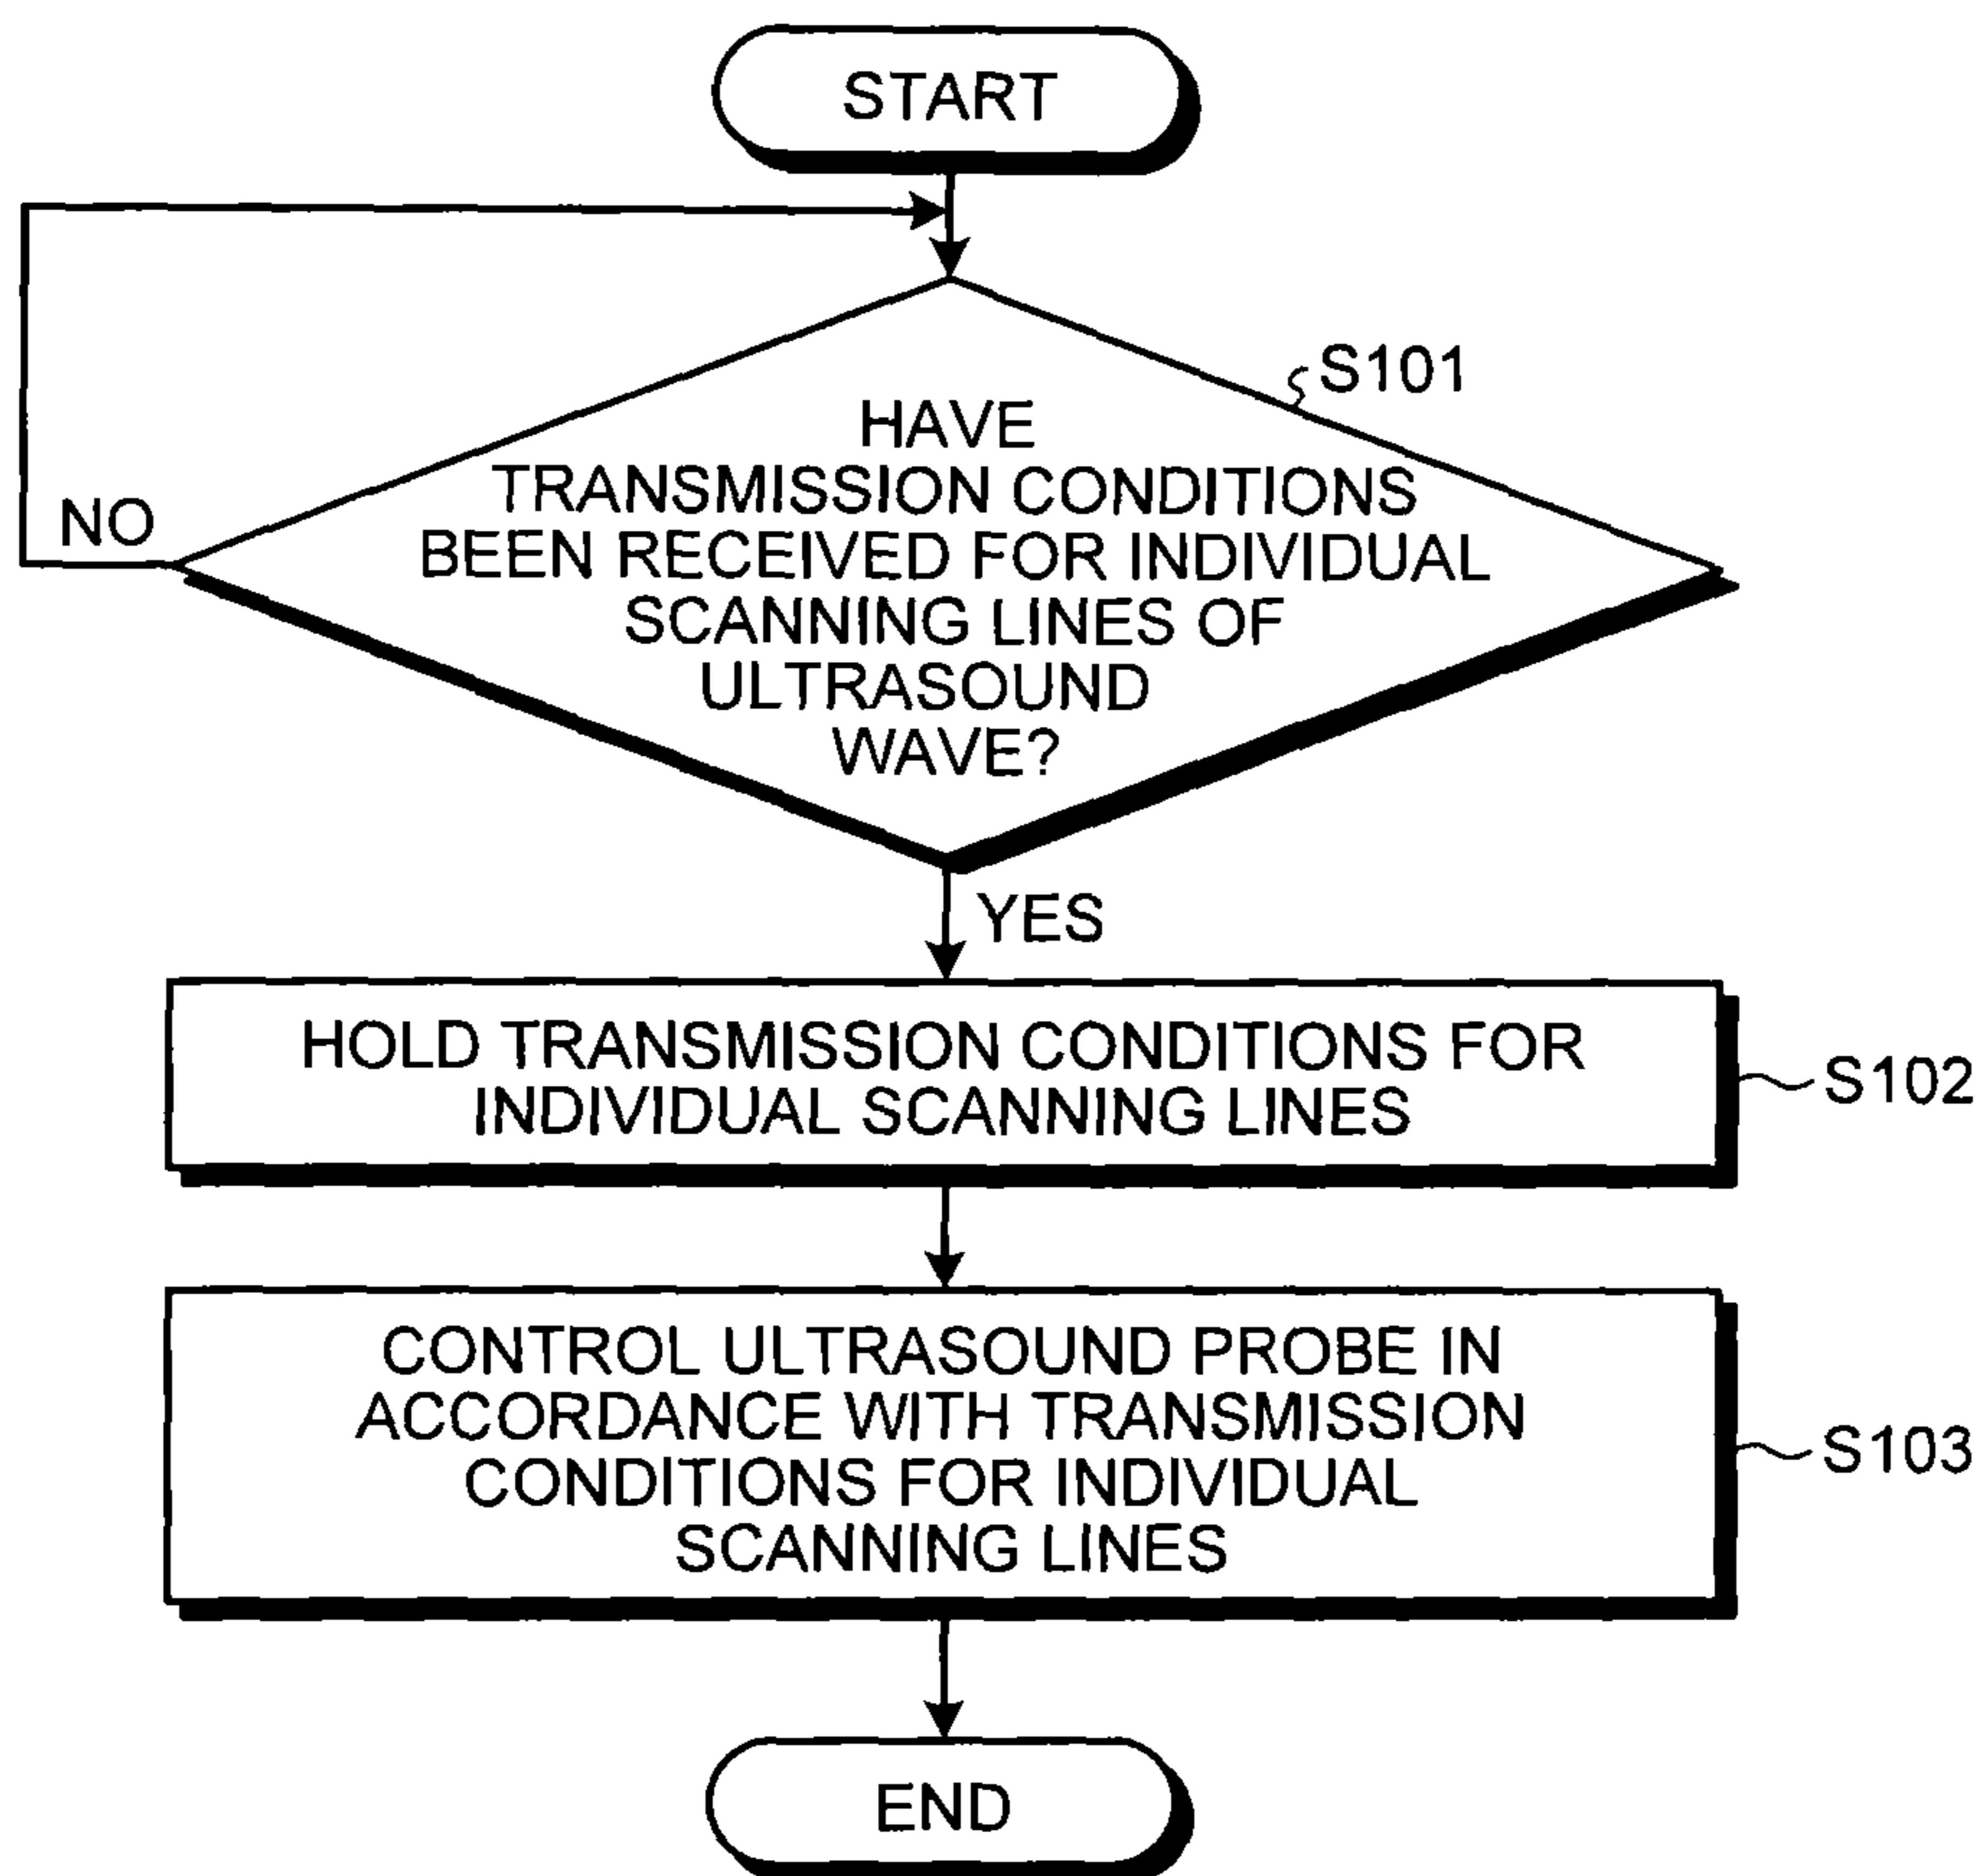 START
S101
HAVE
TRANSMISSION CONDITIONS
BEEN RECEIVED FOR INDIVIDUAL
SCANNING LINES OF
ULTRASOUND
WAVE?
NO
YES
HOLD TRANSMISSION CONDITIONS FOR
INDIVIDUAL SCANNING LINES
S102
CONTROL ULTRASOUND PROBE IN
ACCORDANCE WITH TRANSMISSION
CONDITIONS FOR INDIVIDUAL
SCANNING LINES
S103
END